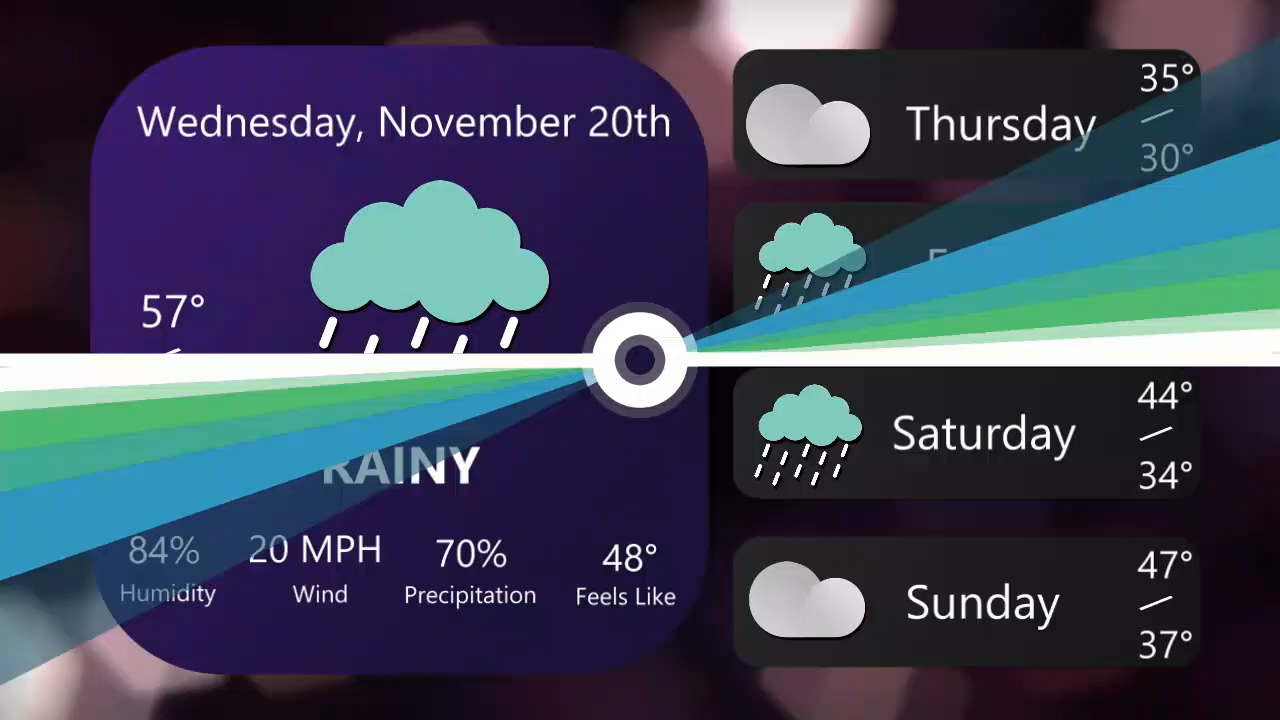 Wednesday, November 20th
57°
RAINY
84%
Humidity
20 MPH
Wind
70%
Precipitation
48°
Feels Like
35°
Thursday
30°
44°
Saturday
34°
47°
Sunday
37°